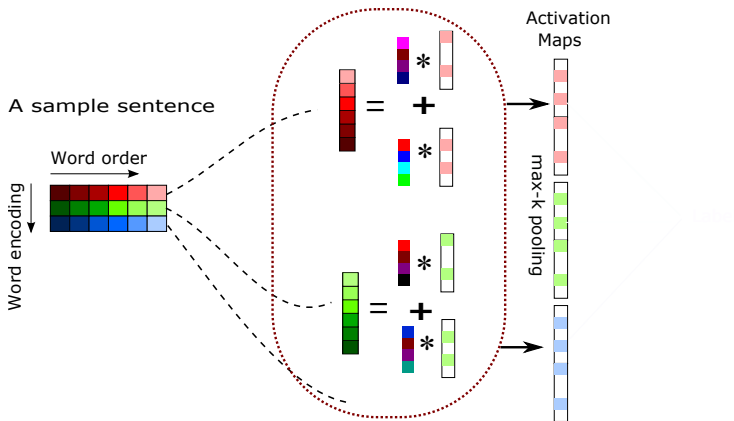 Activation
Maps
A sample sentence
Word order
Word encoding
=
*
+
*
max-k pooling
=
*
+
*